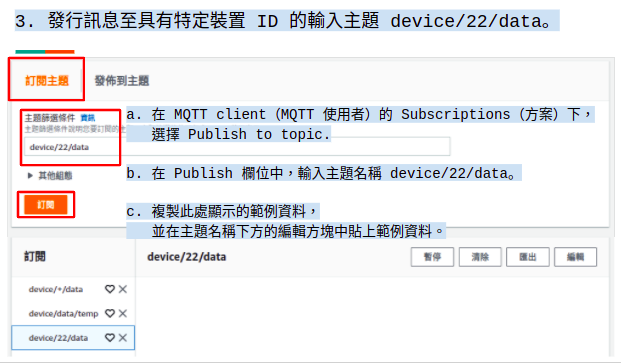 3. 發行訊息至具有特定裝置 ID 的輸入主題 device/22/data。
訂閱主題
發佈到主題
主題篩選條件 資訊
主題篩選條件說明您要訂閱的主
device/22/data
a. 在 MQTT client（MQTT 使用者）的 Subscriptions（方案）下，
選擇 Publish to topic.
b. 在 Publish 欄位中，輸入主題名稱 device/22/data。
▶ 其他組態
訂閱
c. 複製此處顯示的範例資料，
並在主題名稱下方的編輯方塊中貼上範例資料。
訂閱
device/22/data
暫停
清除
匯出
編輯
device/+/data
device/data/temp
device/22/data